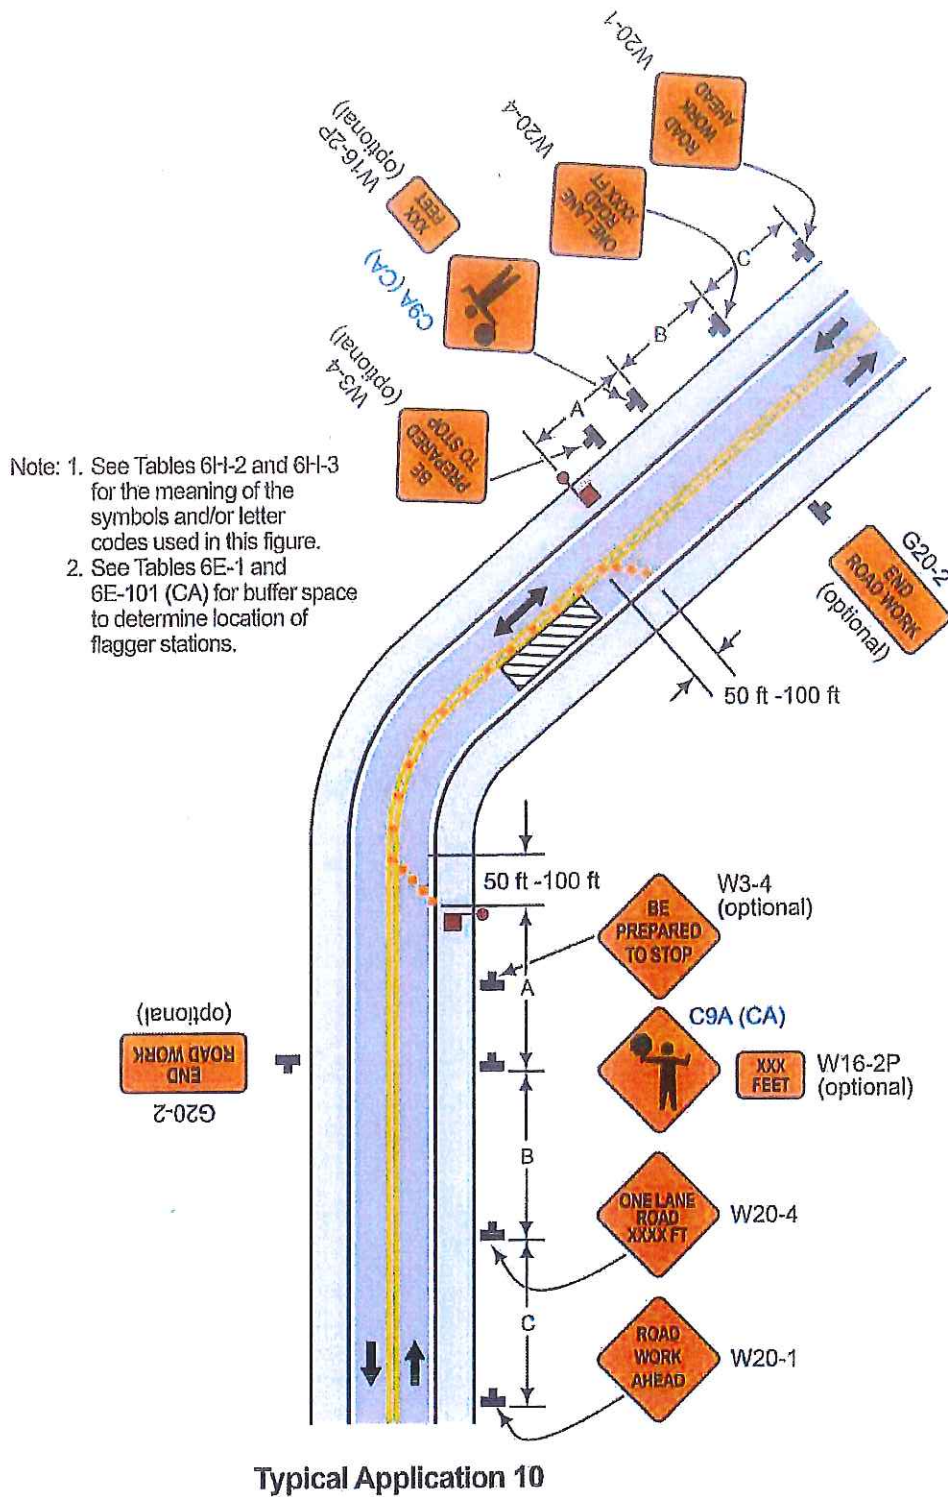 W20-1
ROAD
WORK
AHEAD
W20-4
ONE LANE
ROAD
XXXX FT
W16-2P
(optional)
XXX
FEET
C9A (CA)
W3-4
(optional)
BE
PREPARED
TO STOP
C
B
A
Note: 1. See Tables 6H-2 and 6H-3
for the meaning of the
symbols and/or letter
codes used in this figure.
2. See Tables 6E-1 and
6E-101 (CA) for buffer space
to determine location of
flagger stations.
G20-2
END
ROAD WORK
(optional)
50 ft -100 ft
50 ft -100 ft
BE
PREPARED
TO STOP
W3-4
(optional)
A
C9A (CA)
XXX
FEET
W16-2P
(optional)
G20-2
END
ROAD WORK
(optional)
B
ONE LANE
ROAD
XXXX FT
W20-4
C
ROAD
WORK
AHEAD
W20-1
Typical Application 10